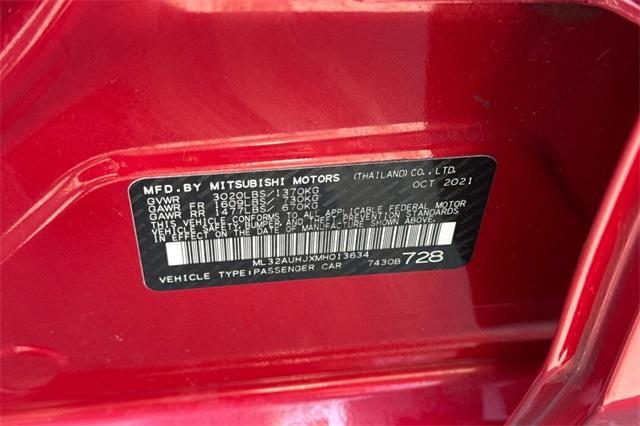 MFD.BY MITSUBISHI MOTORS (THAILAND) CO., LTD.
GVWR 3020LBS/1370KG OCT 2021
GAWR FR 1609LBS/ 730KG
GAWR RR 1477LBS/ 670KG
THIS VEHICLE CONFORMS TO ALL APPLICABLE FEDERAL MOTOR
VEHICLE SAFETY, BUMPER, AND THEFT PREVENTION STANDARDS
IN EFFECT ON THE DATE OF MANUFACTURE SHOWN ABOVE.
ML32AUHJXMH013634
VEHICLE TYPE:PASSENGER CAR 7430B 728